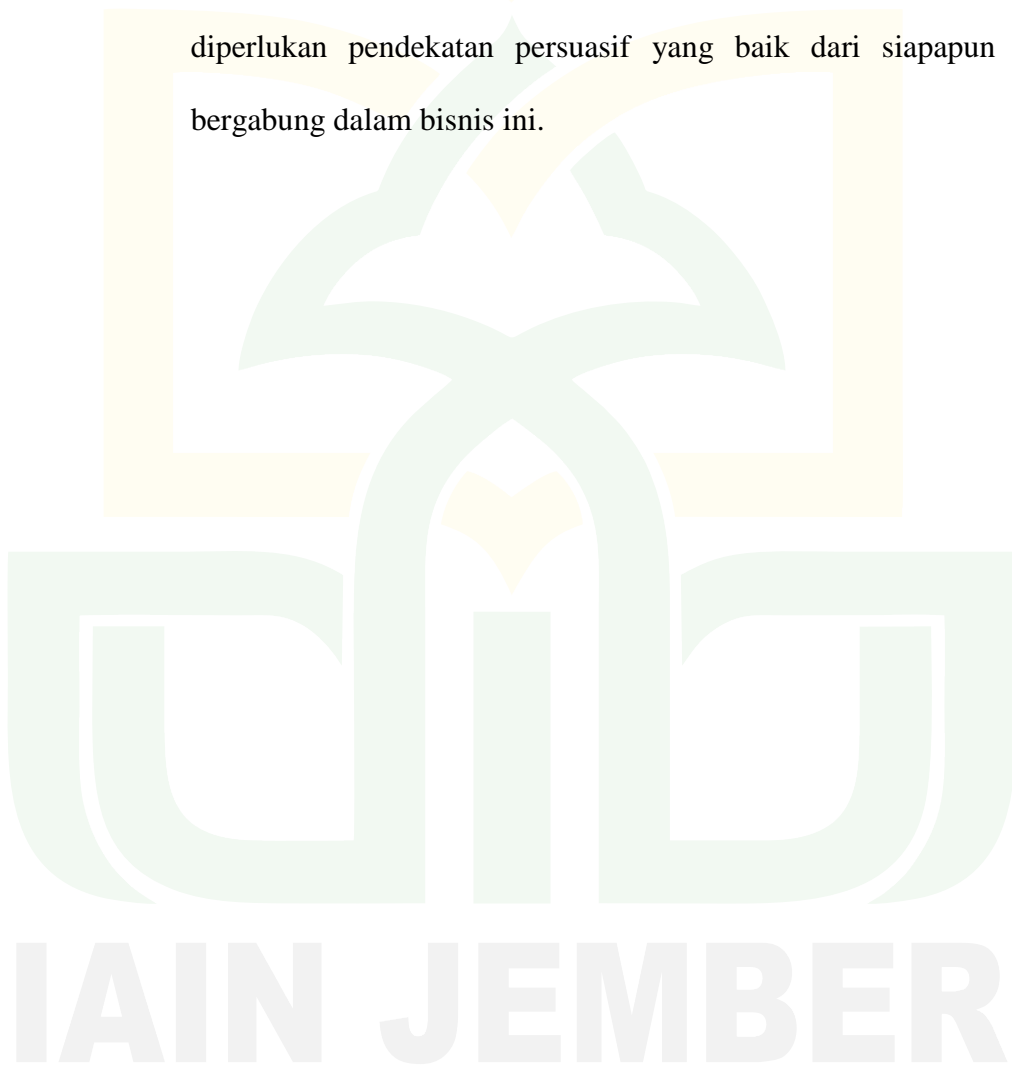 diperlukan pendekatan persuasif yang baik dari siapapun
bergabung dalam bisnis ini.
IAIN JEMBER